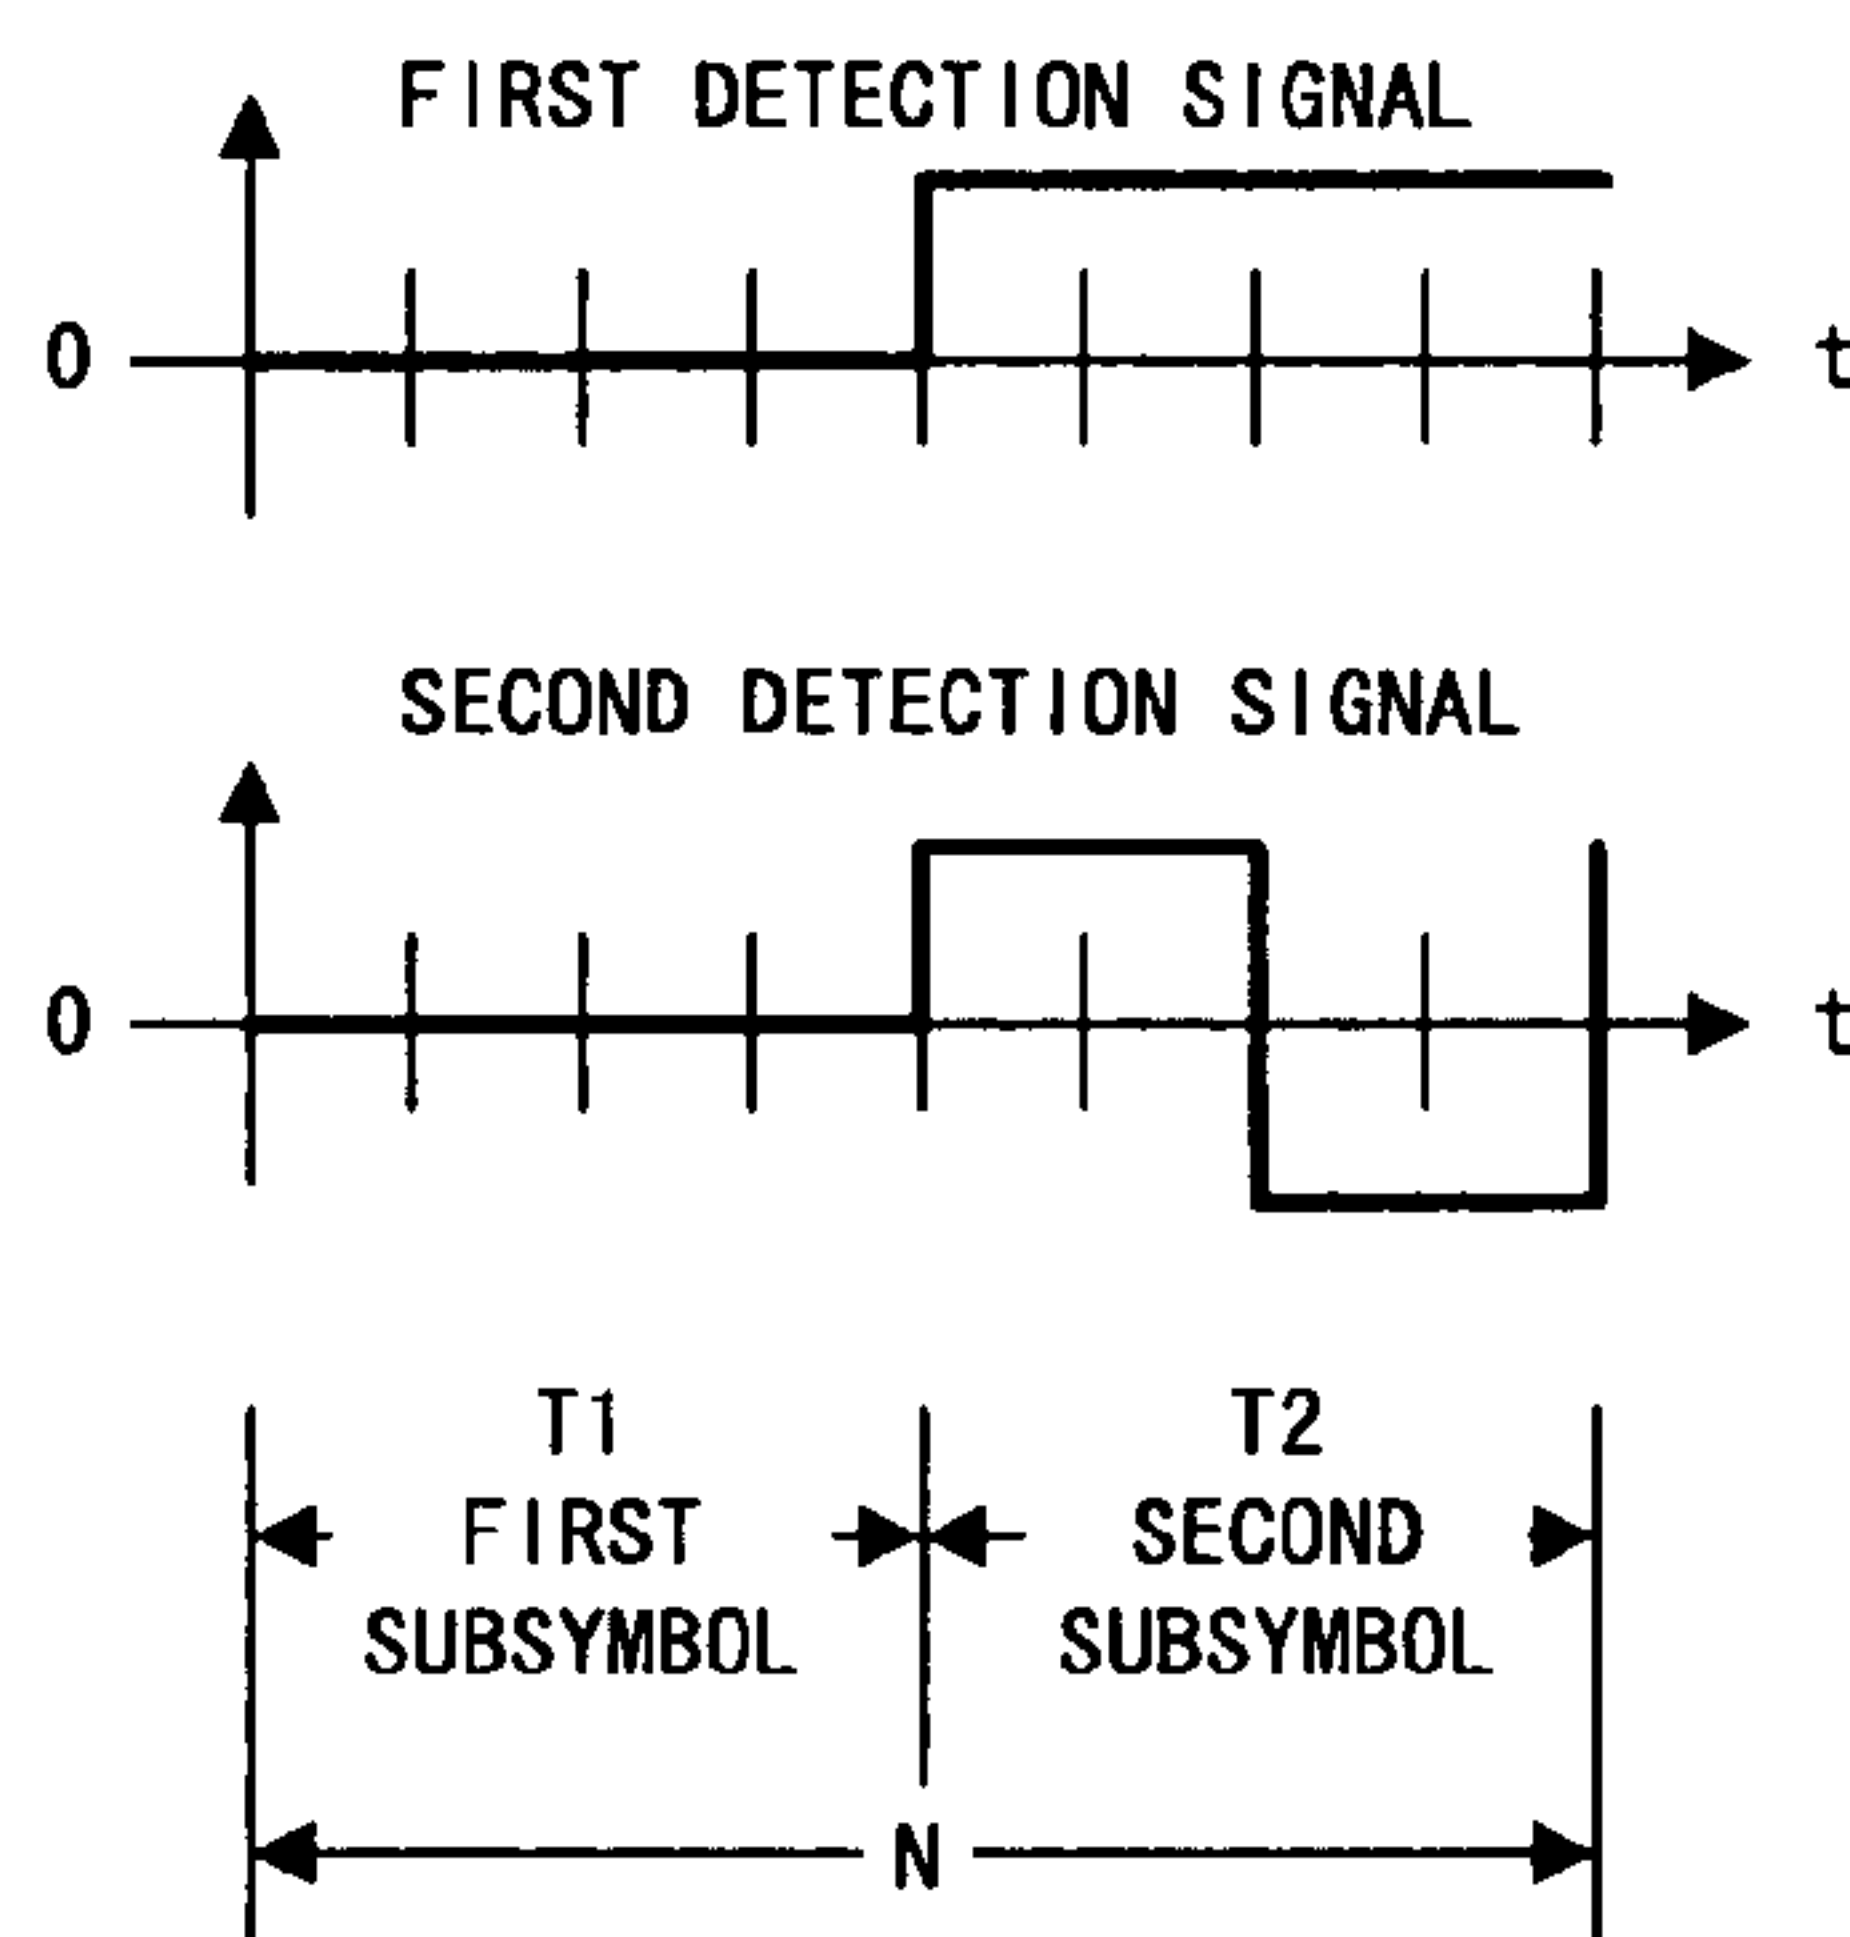 FIRST DETECTION SIGNAL
0
t
SECOND DETECTION SIGNAL
0
t
T1
FIRST
SUBSYMBOL
T2
SECOND
SUBSYMBOL
N